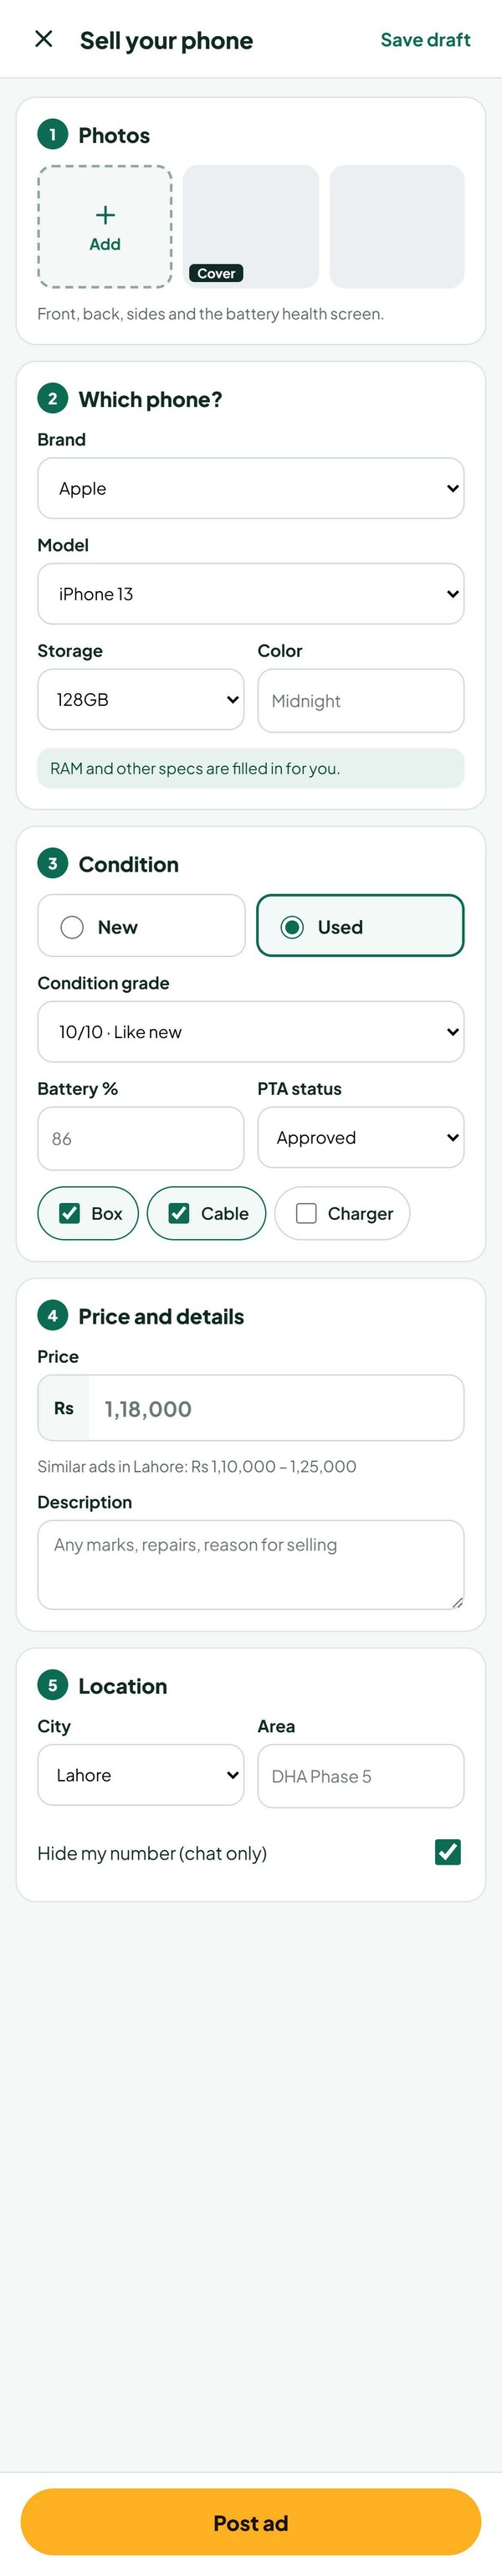 Sell your phone
Save draft
1 Photos
+
Add
Cover
Front, back, sides and the battery health screen.
2 Which phone?
Brand
Apple
Model
iPhone 13
Storage
Color
128GB
Midnight
RAM and other specs are filled in for you.
3 Condition
New
Used
Condition grade
10/10 · Like new
Battery %
PTA status
86
Approved
Box
Cable
Charger
4 Price and details
Price
Rs
1,18,000
Similar ads in Lahore: Rs 1,10,000 – 1,25,000
Description
Any marks, repairs, reason for selling
5 Location
City
Area
Lahore
DHA Phase 5
Hide my number (chat only)
Post ad